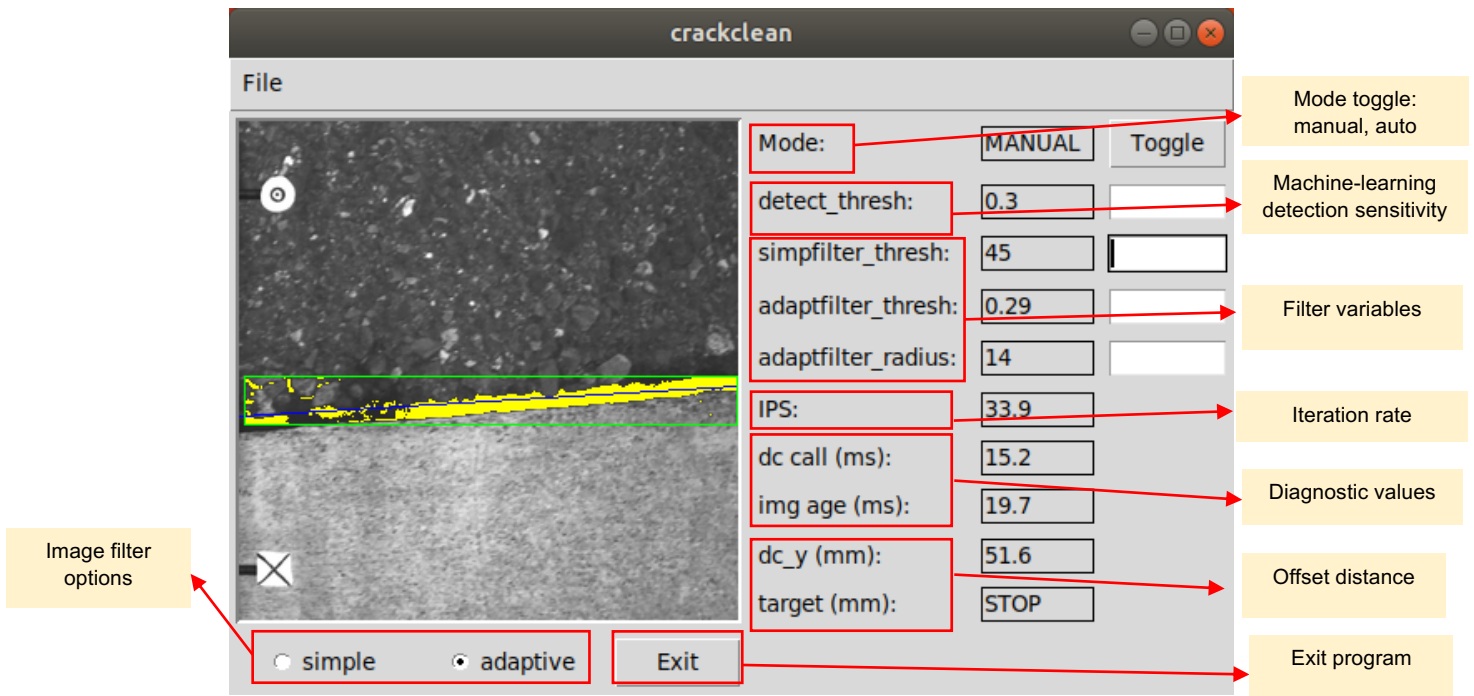 crackclean
File
Mode:
MANUAL
Toggle
detect_thresh:
0.3
simpfilter_thresh:
45
adaptfilter_thresh:
0.29
adaptfilter_radius:
14
IPS:
33.9
dc call (ms):
15.2
img age (ms):
19.7
dc_y (mm):
51.6
target (mm):
STOP
simple
adaptive
Exit
Mode toggle:
manual, auto
Machine-learning
detection sensitivity
Filter variables
Iteration rate
Diagnostic values
Offset distance
Exit program
Image filter
options